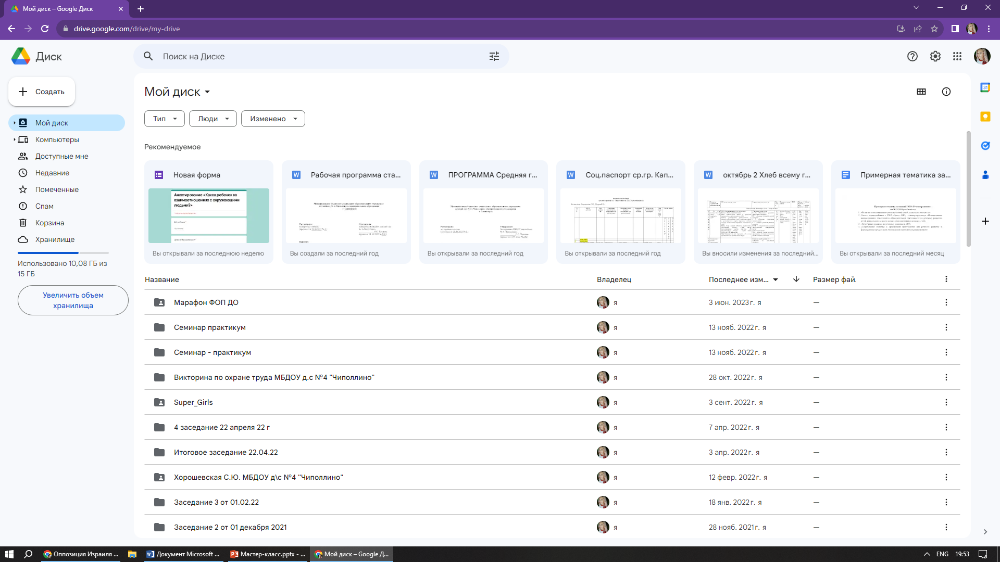 Мой диск – Google Диск
drive.google.com/drive/my-drive
Диск
Поиск на Диске
Создать
Мой диск
Компьютеры
Доступные мне
Недавние
Помеченные
Спам
Корзина
Хранилище
Использовано 10,08 ГБ из
15 ГБ
Увеличить объем
хранилища
Мой диск
Тип Люди Изменено
Рекомендуемое
Новая форма
Анкетирование «Каков ребенок во
взаимоотношениях с окружающими
людьми?»
Вы открывали за последнюю неделю
Рабочая программа ста...
Вы создали за последний год
ПРОГРАММА Средняя г...
Вы открывали за последний год
Соц.паспорт ср.гр. Кап...
Вы открывали за последний год
октябрь 2 Хлеб всему г...
Вы вносили изменения за последний...
Примерная тематика за...
Вы открывали за последний месяц
Название Владелец Последнее изм... Размер фай
Марафон ФОП ДО я 3 июн. 2023 г. я —
Семинар практикум я 13 нояб. 2022 г. я —
Семинар - практикум я 13 нояб. 2022 г. я —
Викторина по охране труда МБДОУ д.с №4 "Чиполлино" я 28 окт. 2022 г. я —
Super_Girls я 3 сент. 2022 г. я —
4 заседание 22 апреля 22 г я 7 апр. 2022 г. я —
Итоговое заседание 22.04.22 я 3 апр. 2022 г. я —
Хорошевская С.Ю. МБДОУ д\с №4 "Чиполлино" я 12 февр. 2022 г. я —
Заседание 3 от 01.02.22 я 18 янв. 2022 г. я —
Заседание 2 от 01 декабря 2021 я 28 нояб. 2021 г. я —
31
Оппозиция Израиля ... Документ Microsoft ... Мастер-класс.pptx - ... Мой диск – Google Д... ENG 19:53